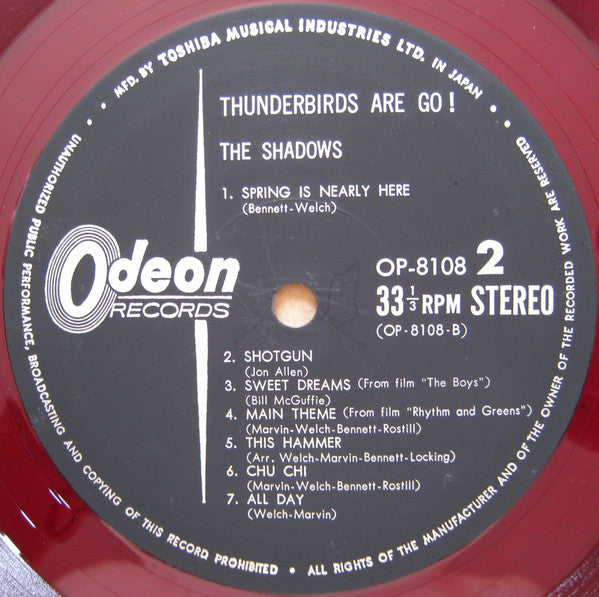 MFD. BY TOSHIBA MUSICAL INDUSTRIES LTD. IN JAPAN •
THUNDERBIRDS ARE GO!
THE SHADOWS
1. SPRING IS NEARLY HERE
(Bennett-Welch)
Odeon
RECORDS
OP-8108 2
33 1/3 RPM STEREO
(OP-8108-B)
2. SHOTGUN
(Jon Allen)
3. SWEET DREAMS (From film "The Boys")
(Bill McGuffie)
4. MAIN THEME (From film "Rhythm and Greens")
(Marvin-Welch-Bennett-Rostill)
5. THIS HAMMER
(Arr. Welch-Marvin-Bennett-Locking)
6. CHU CHI
(Marvin-Welch-Bennett-Rostill)
7. ALL DAY
(Welch-Marvin)
UNAUTHORIZED PUBLIC PERFORMANCE, BROADCASTING AND COPYING OF THIS RECORD PROHIBITED • ALL RIGHTS OF THE MANUFACTURER AND OF THE OWNER OF THE RECORDED WORK ARE RESERVED •